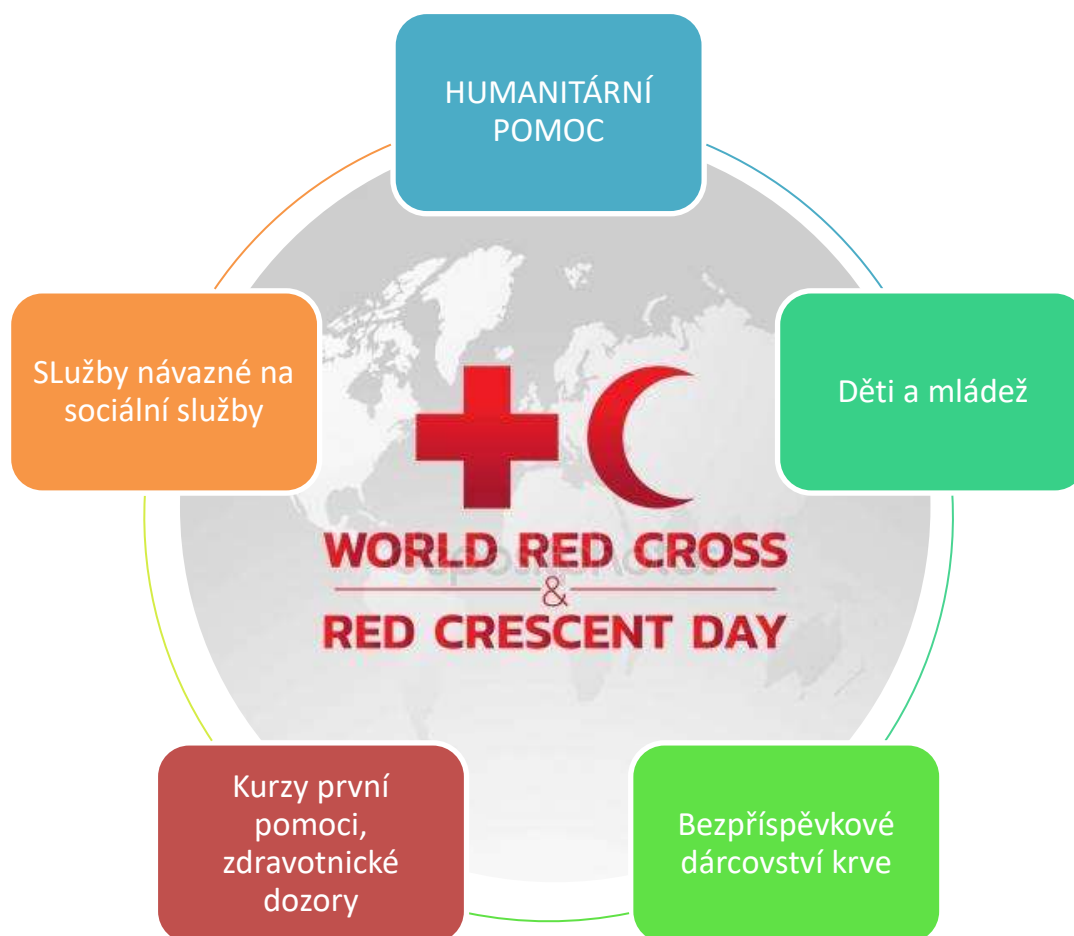 HUMANITÁRNÍ
POMOC
SLužby návazné na
sociální služby
Děti a mládež
WORLD RED CROSS
&
RED CRESCENT DAY
Kurzy první
pomoci,
zdravotnické
dozory
Bezpříspěvkové
dárcovství krve